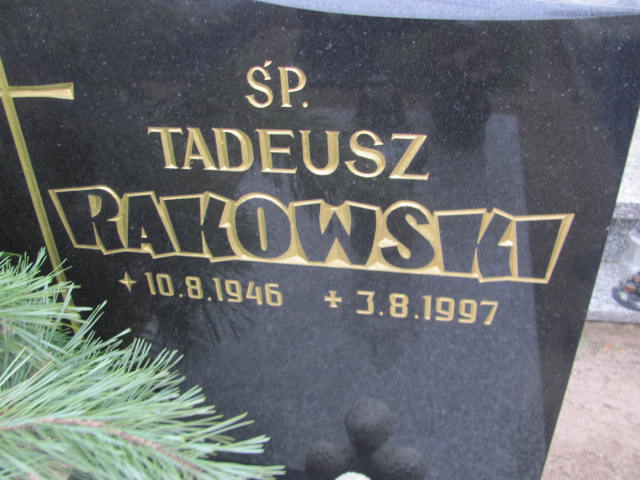 ŚP.
TADEUSZ
RAKOWSKI
10.8.1946 3.8.1997